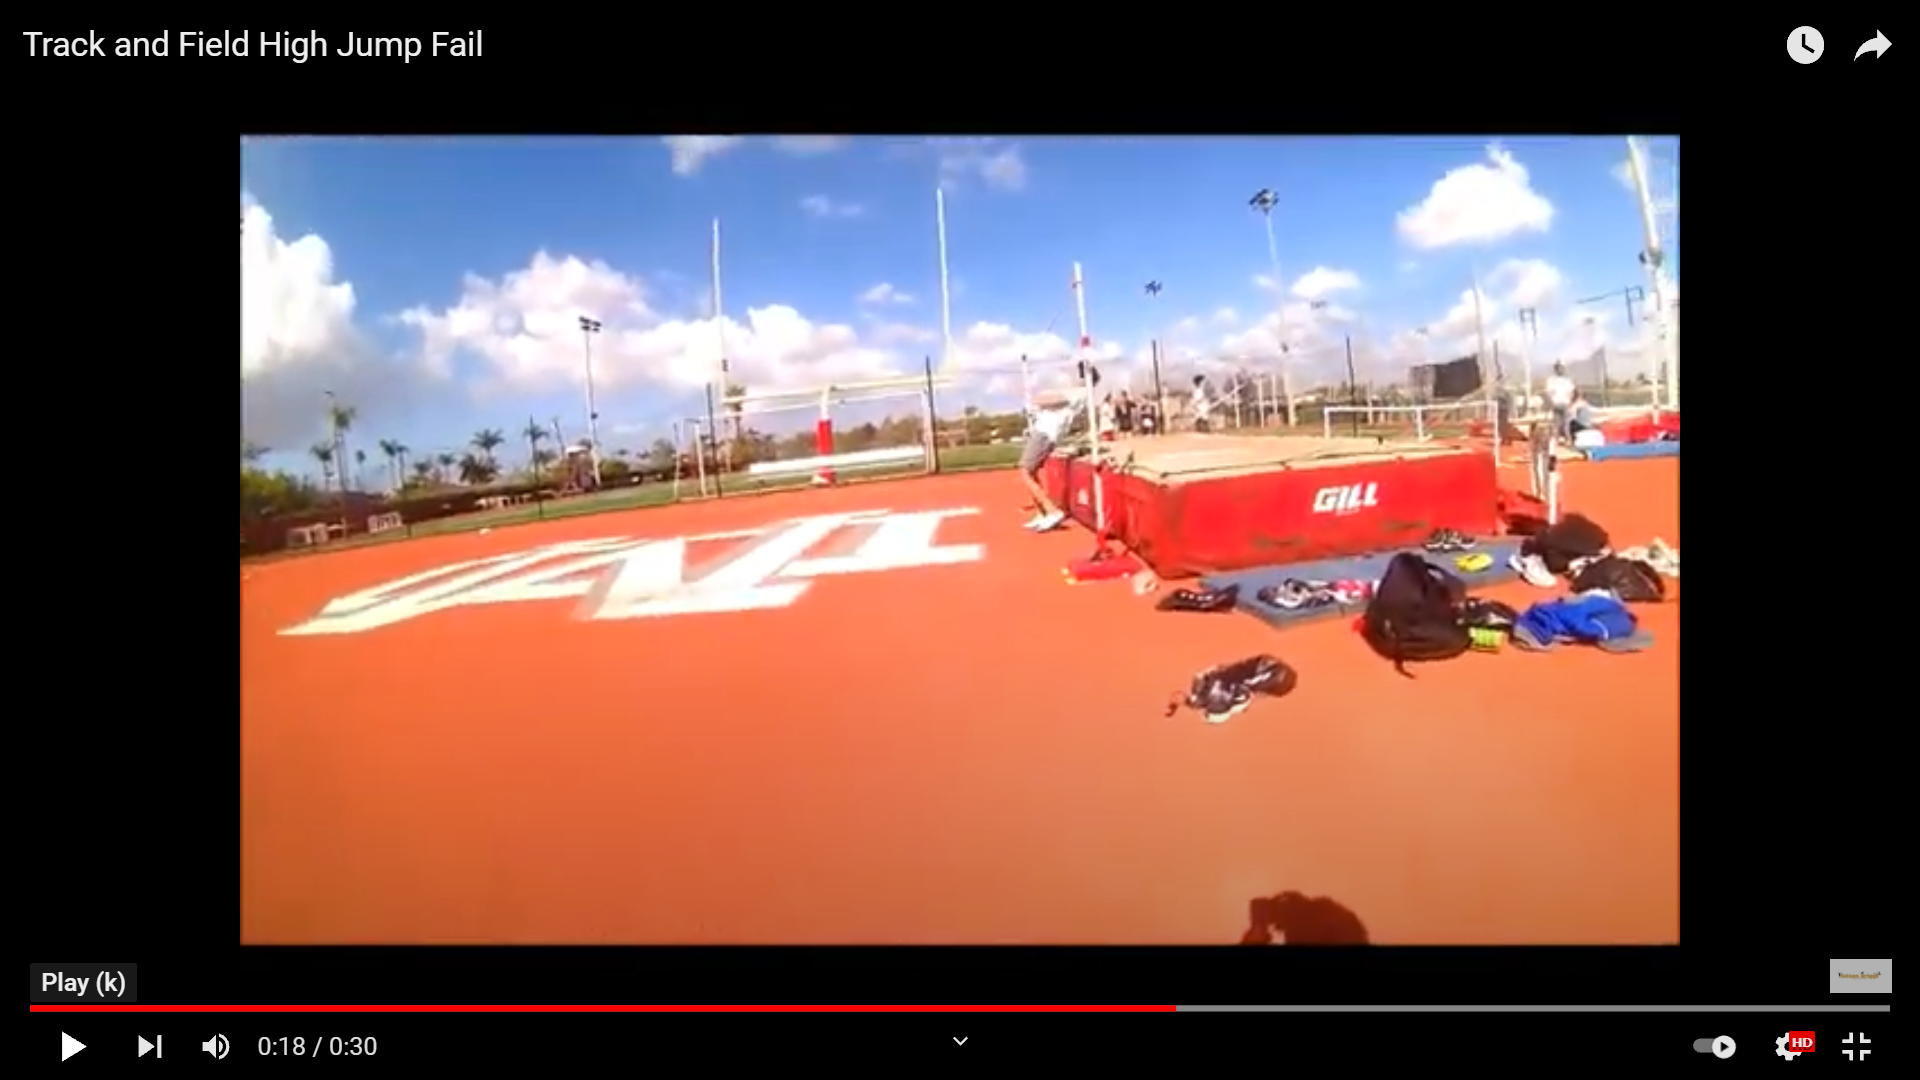 Track and Field High Jump Fail
GILL
Play (k)
0:18 / 0:30
HD